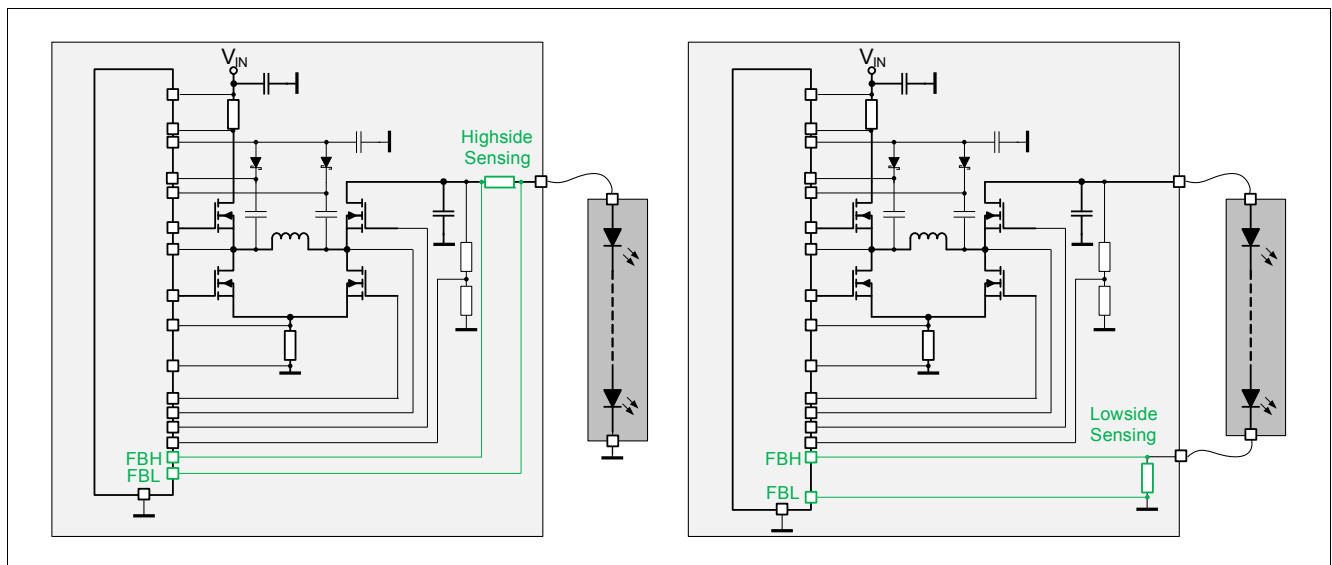 VIN
Highside
Sensing
FBH
FBL
VIN
Lowside
Sensing
FBH
FBL